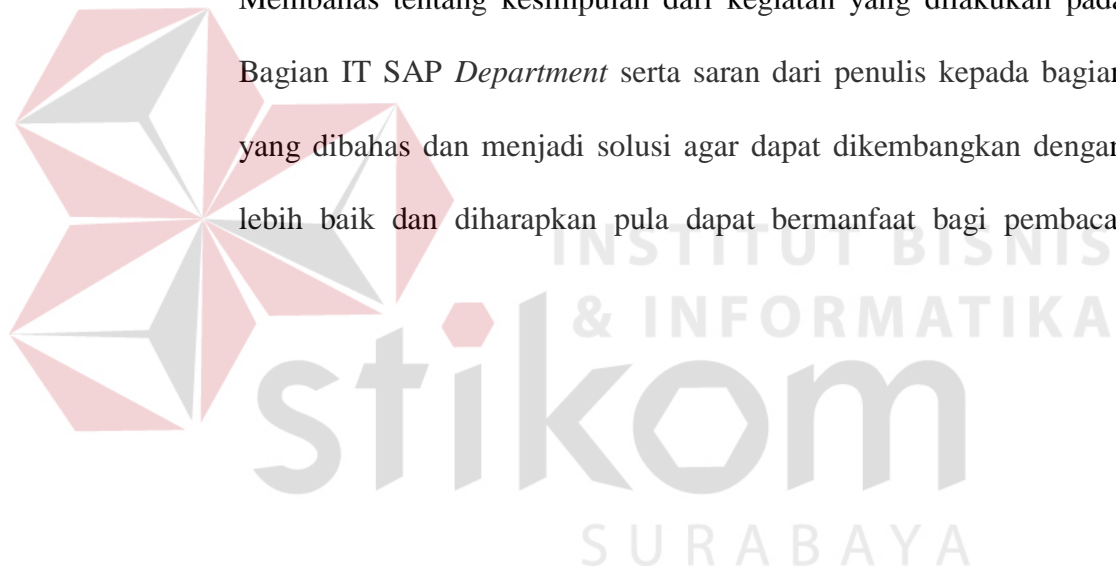 Membahas tentang kesimpulan dari kegiatan yang dilakukan pada
Bagian IT SAP Department serta saran dari penulis kepada bagian
yang dibahas dan menjadi solusi agar dapat dikembangkan dengan
lebih baik dan diharapkan pula dapat bermanfaat bagi pembaca
INSTITUT BISNIS
& INFORMATIKA
stikom
SURABAYA